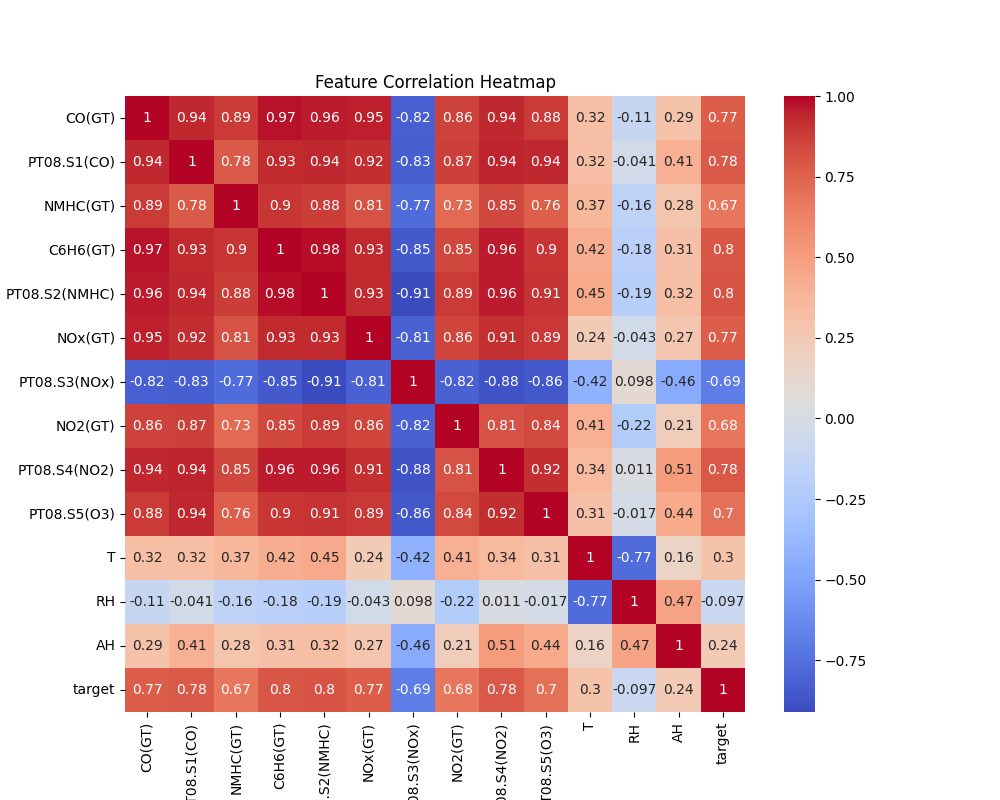 Feature Correlation Heatmap
CO(GT) 1 0.94 0.89 0.97 0.96 0.95 -0.82 0.86 0.94 0.88 0.32 -0.11 0.29 0.77
PT08.S1(CO) 0.94 1 0.78 0.93 0.94 0.92 -0.83 0.87 0.94 0.94 0.32 -0.041 0.41 0.78
NMHC(GT) 0.89 0.78 1 0.9 0.88 0.81 -0.77 0.73 0.85 0.76 0.37 -0.16 0.28 0.67
C6H6(GT) 0.97 0.93 0.9 1 0.98 0.93 -0.85 0.85 0.96 0.9 0.42 -0.18 0.31 0.8
PT08.S2(NMHC) 0.96 0.94 0.88 0.98 1 0.93 -0.91 0.89 0.96 0.91 0.45 -0.19 0.32 0.8
NOx(GT) 0.95 0.92 0.81 0.93 0.93 1 -0.81 0.86 0.91 0.89 0.24 -0.043 0.27 0.77
PT08.S3(NOx) -0.82 -0.83 -0.77 -0.85 -0.91 -0.81 1 -0.82 -0.88 -0.86 -0.42 0.098 -0.46 -0.69
NO2(GT) 0.86 0.87 0.73 0.85 0.89 0.86 -0.82 1 0.81 0.84 0.41 -0.22 0.21 0.68
PT08.S4(NO2) 0.94 0.94 0.85 0.96 0.96 0.91 -0.88 0.81 1 0.92 0.34 0.011 0.51 0.78
PT08.S5(O3) 0.88 0.94 0.76 0.9 0.91 0.89 -0.86 0.84 0.92 1 0.31 -0.017 0.44 0.7
T 0.32 0.32 0.37 0.42 0.45 0.24 -0.42 0.41 0.34 0.31 1 -0.77 0.16 0.3
RH -0.11 -0.041 -0.16 -0.18 -0.19 -0.043 0.098 -0.22 0.011 -0.017 -0.77 1 0.47 -0.097
AH 0.29 0.41 0.28 0.31 0.32 0.27 -0.46 0.21 0.51 0.44 0.16 0.47 1 0.24
target 0.77 0.78 0.67 0.8 0.8 0.77 -0.69 0.68 0.78 0.7 0.3 -0.097 0.24 1
CO(GT)
T08.S1(CO)
NMHC(GT)
C6H6(GT)
.S2(NMHC)
NOx(GT)
08.S3(NOx)
NO2(GT)
08.S4(NO2)
T08.S5(O3)
T
RH
AH
target
1.00
0.75
0.50
0.25
0.00
−0.25
−0.50
−0.75